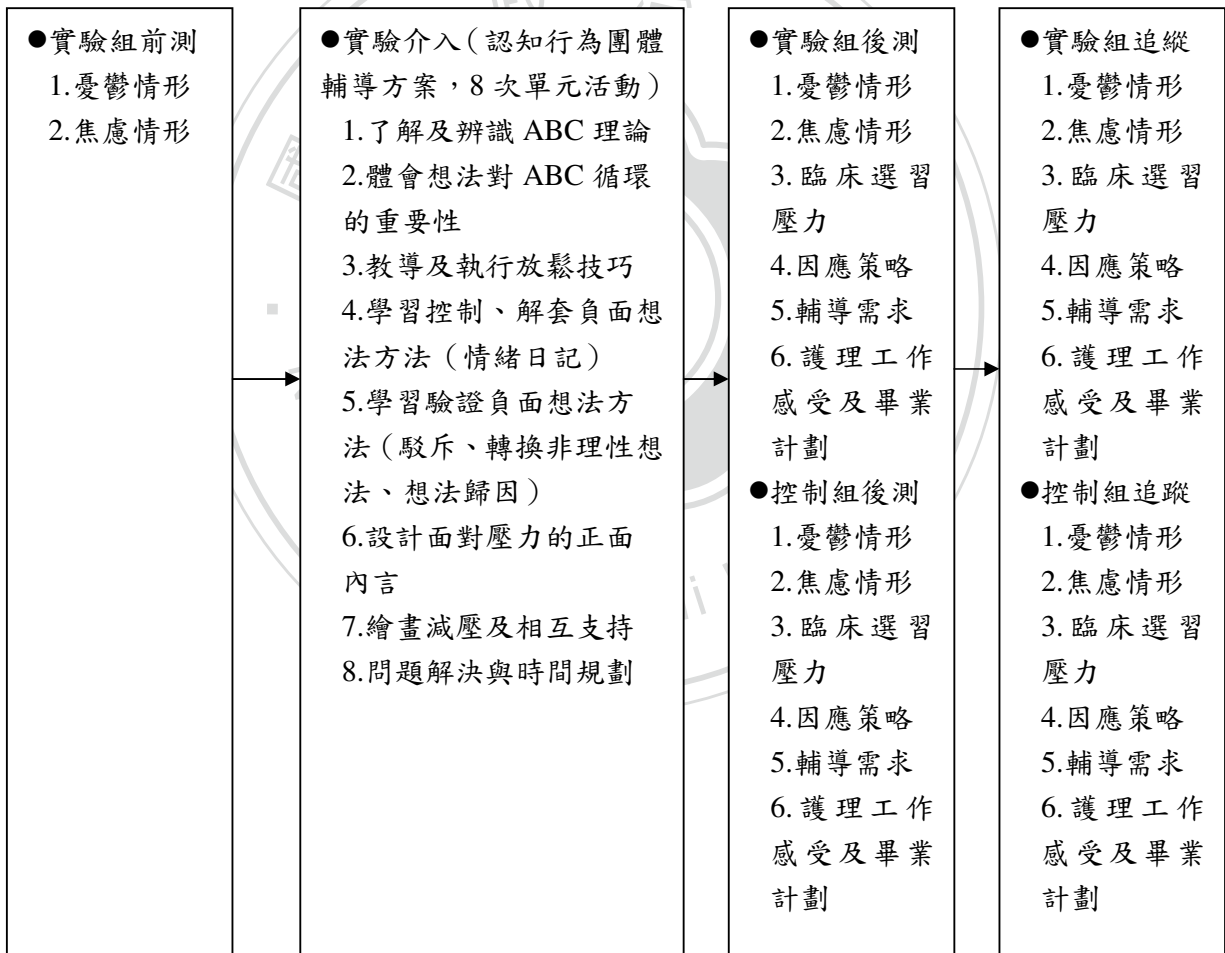 ●實驗組前測
1.憂鬱情形
2.焦慮情形
●實驗介入(認知行為團體
輔導方案,8 次單元活動)
1.了解及辨識 ABC 理論
2.體會想法對 ABC 循環
的重要性
3.教導及執行放鬆技巧
4.學習控制、解套負面想
法方法(情緒日記)
5.學習驗證負面想法方
法(駁斥、轉換非理性想
法、想法歸因)
6.設計面對壓力的正面
內言
7.繪畫減壓及相互支持
8.問題解決與時間規劃
●實驗組後測
1.憂鬱情形
2.焦慮情形
3.臨床選習
壓力
4.因應策略
5.輔導需求
6.護理工作
感受及畢業
計劃
●控制組後測
1.憂鬱情形
2.焦慮情形
3.臨床選習
壓力
4.因應策略
5.輔導需求
6.護理工作
感受及畢業
計劃
●實驗組追縱
1.憂鬱情形
2.焦慮情形
3.臨床選習
壓力
4.因應策略
5.輔導需求
6.護理工作
感受及畢業
計劃
●控制組追蹤
1.憂鬱情形
2.焦慮情形
3.臨床選習
壓力
4.因應策略
5.輔導需求
6.護理工作
感受及畢業
計劃